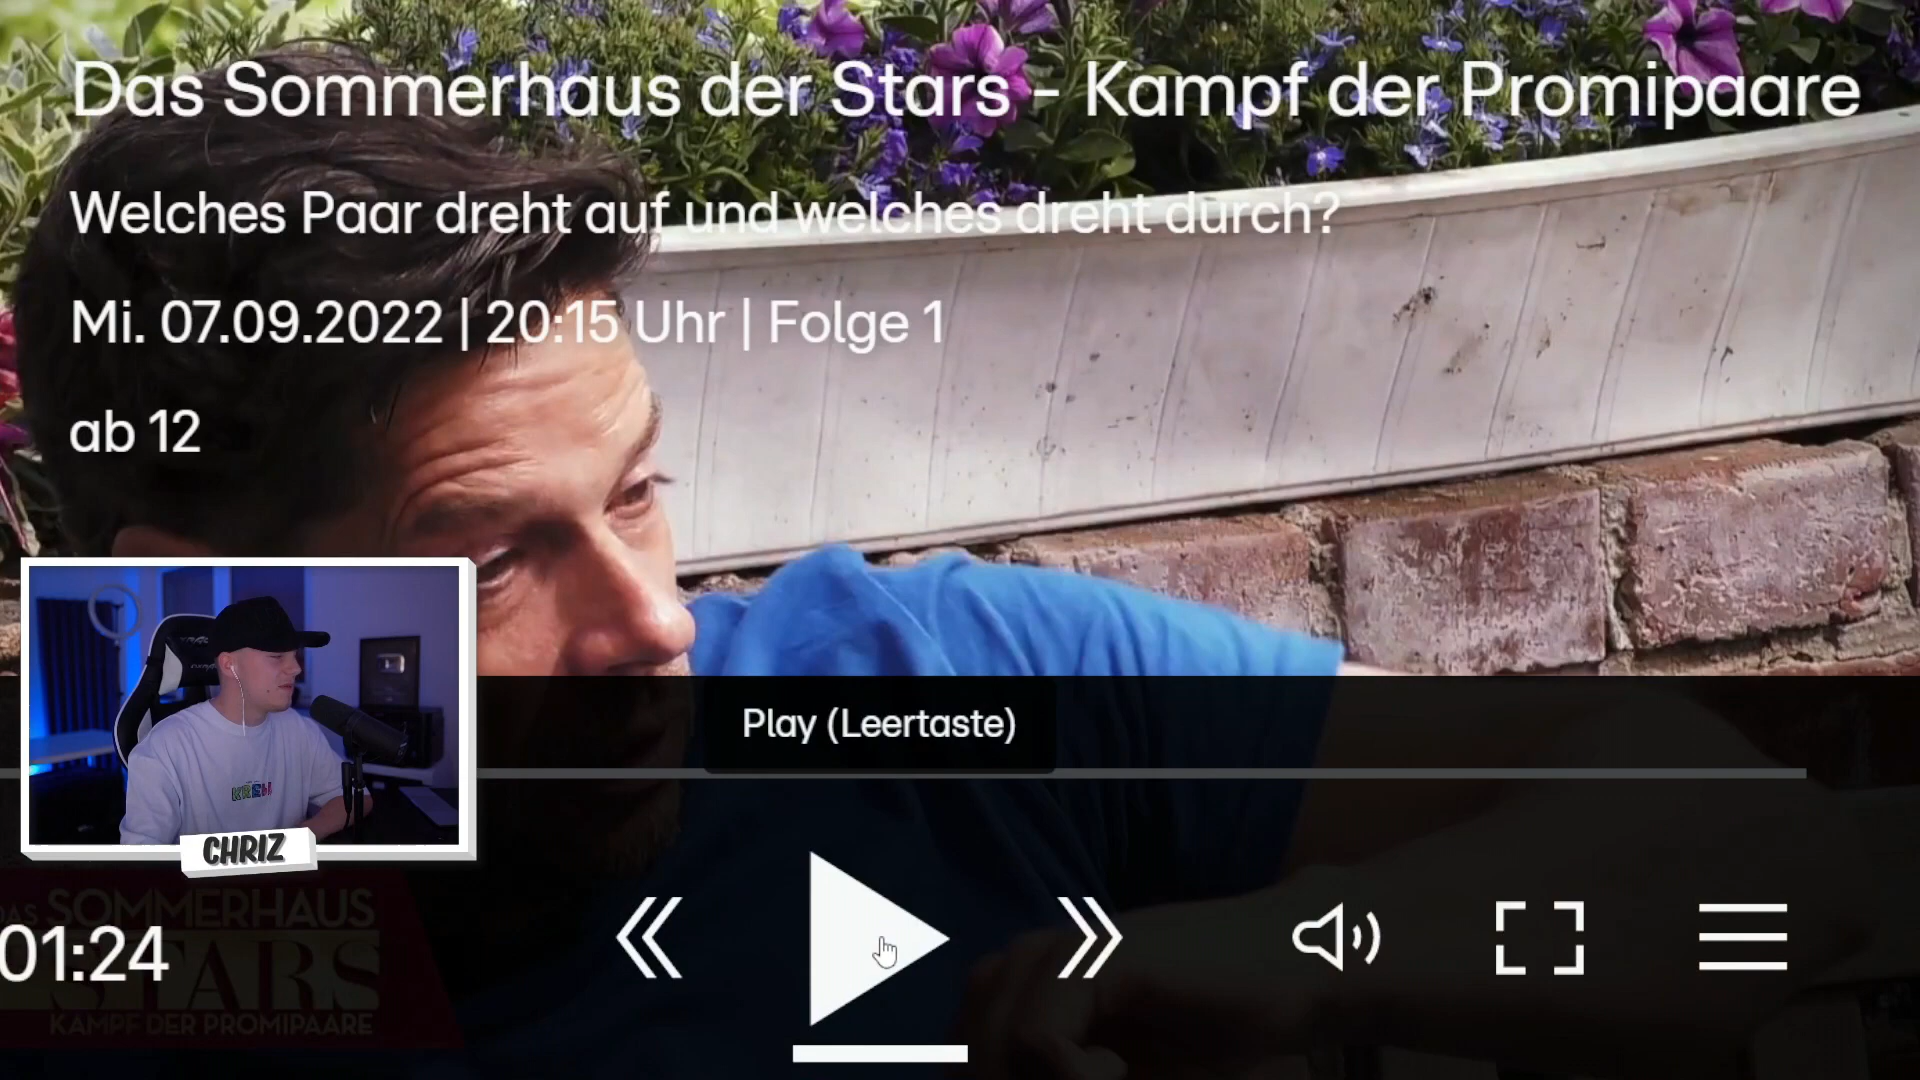 Das Sommerhaus der Stars - Kampf der Promipaare
Welches Paar dreht auf und welches dreht durch?
Mi. 07.09.2022 | 20:15 Uhr | Folge 1
ab 12
KREW
CHRIZ
Play (Leertaste)
DAS SOMMERHAUS
01:24
STARS
KAMPF DER PROMIPAARE